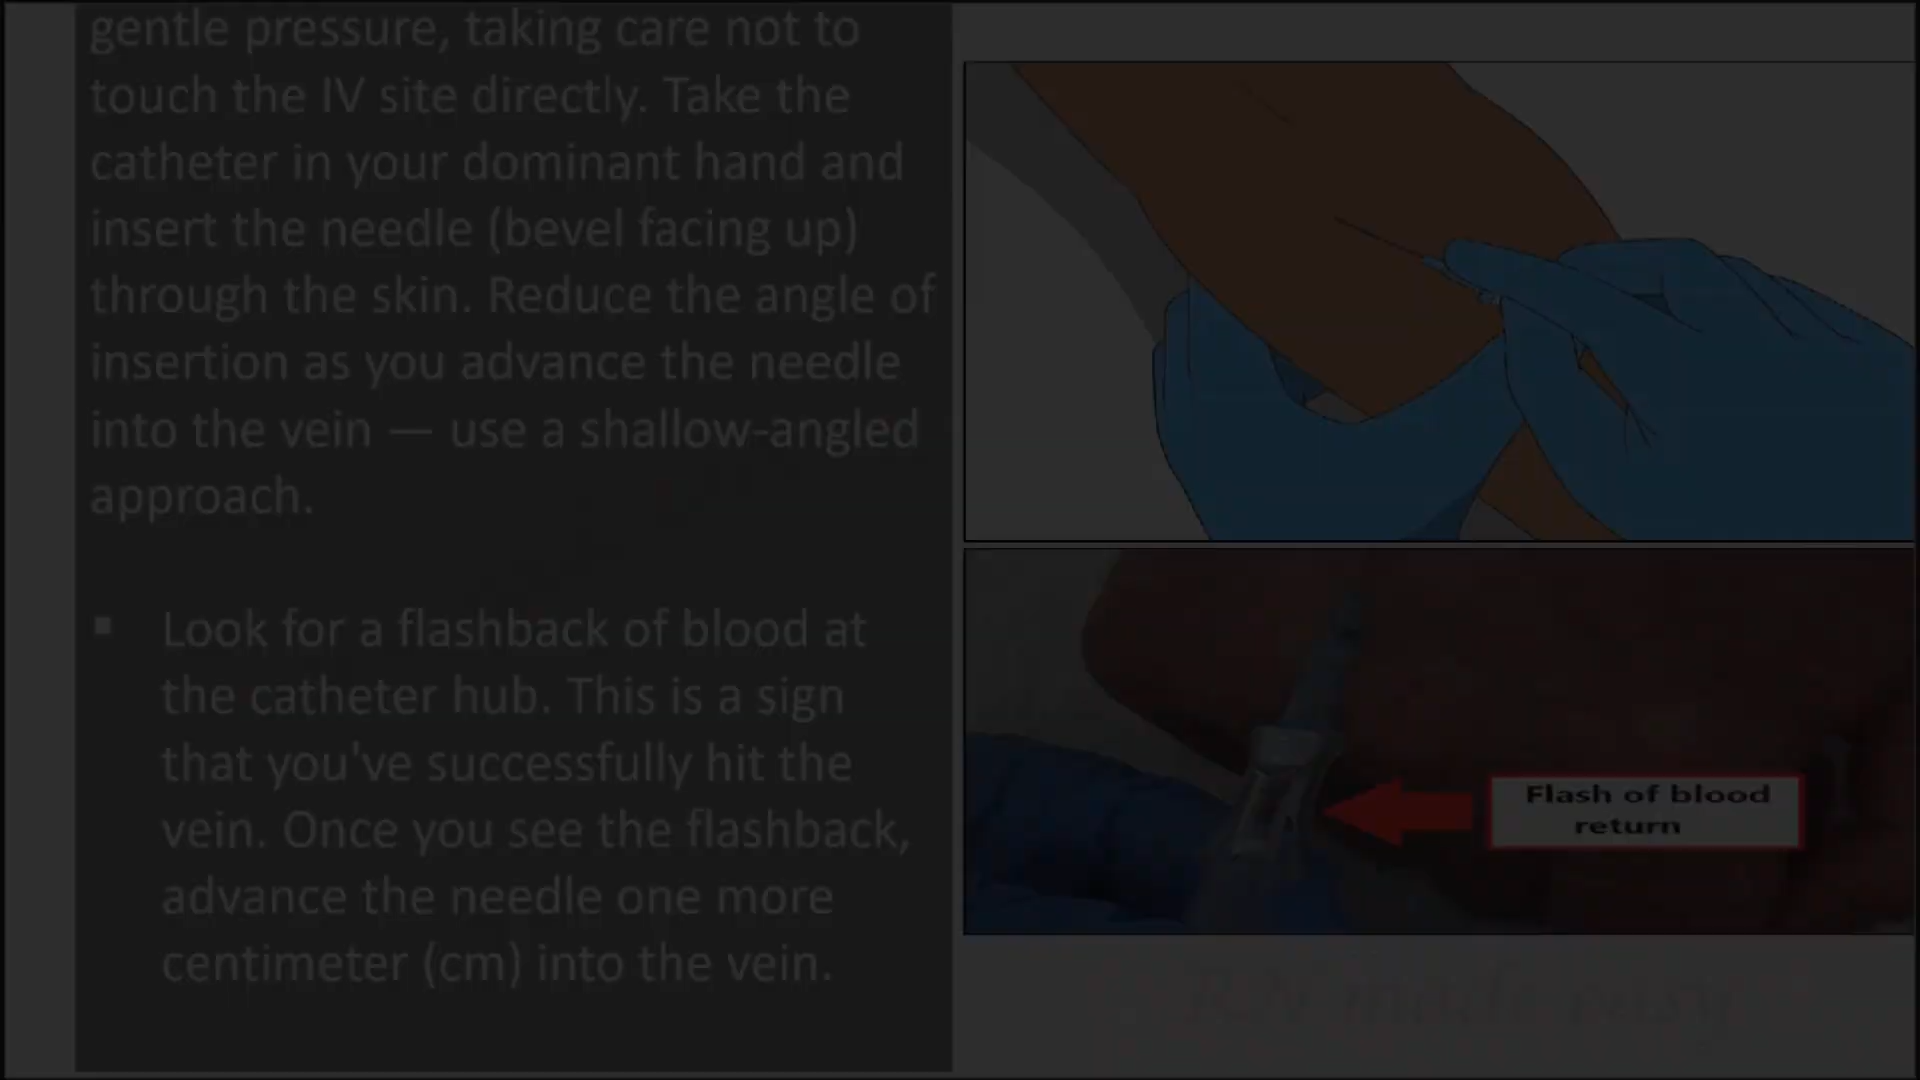 gentle pressure, taking care not to
touch the IV site directly. Take the
catheter in your dominant hand and
insert the needle (bevel facing up)
through the skin. Reduce the angle of
insertion as you advance the needle
into the vein — use a shallow-angled
approach.
▪ Look for a flashback of blood at
the catheter hub. This is a sign
that you've successfully hit the
vein. Once you see the flashback,
advance the needle one more
centimeter (cm) into the vein.
Flash of blood
return